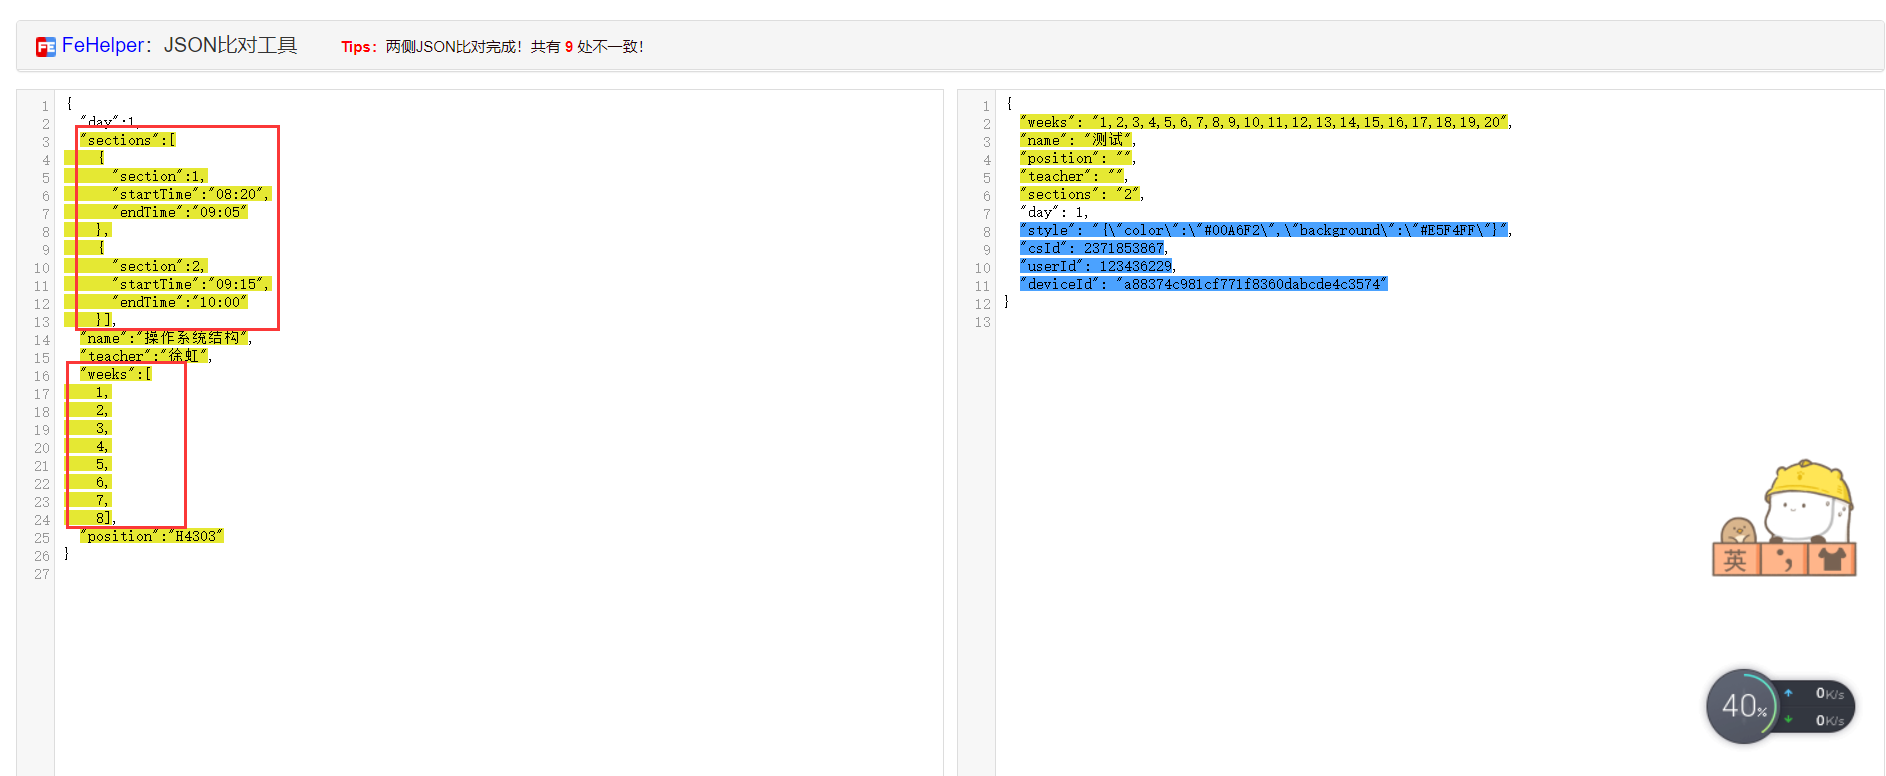 FeHelper：JSON比对工具 Tips：两侧JSON比对完成！共有 9 处不一致！
1 {
2 "day":1,
3 "sections":[
4 {
5 "section":1,
6 "startTime":"08:20",
7 "endTime":"09:05"
8 },
9 {
10 "section":2,
11 "startTime":"09:15",
12 "endTime":"10:00"
13 }],
14 "name":"操作系统结构",
15 "teacher":"徐虹",
16 "weeks":[
17 1,
18 2,
19 3,
20 4,
21 5,
22 6,
23 7,
24 8],
25 "position":"H4303"
26 }
27
1 {
2 "weeks": "1,2,3,4,5,6,7,8,9,10,11,12,13,14,15,16,17,18,19,20",
3 "name": "测试",
4 "position": "",
5 "teacher": "",
6 "sections": "2",
7 "day": 1,
8 "style": "{\"color\":\"#00A6F2\",\"background\":\"#E5F4FF\"}",
9 "csId": 2371853867,
10 "userId": 123436229,
11 "deviceId": "a88374c981cf771f8360dabcde4c3574"
12 }
13
英 ;
40%
0K/s
0K/s